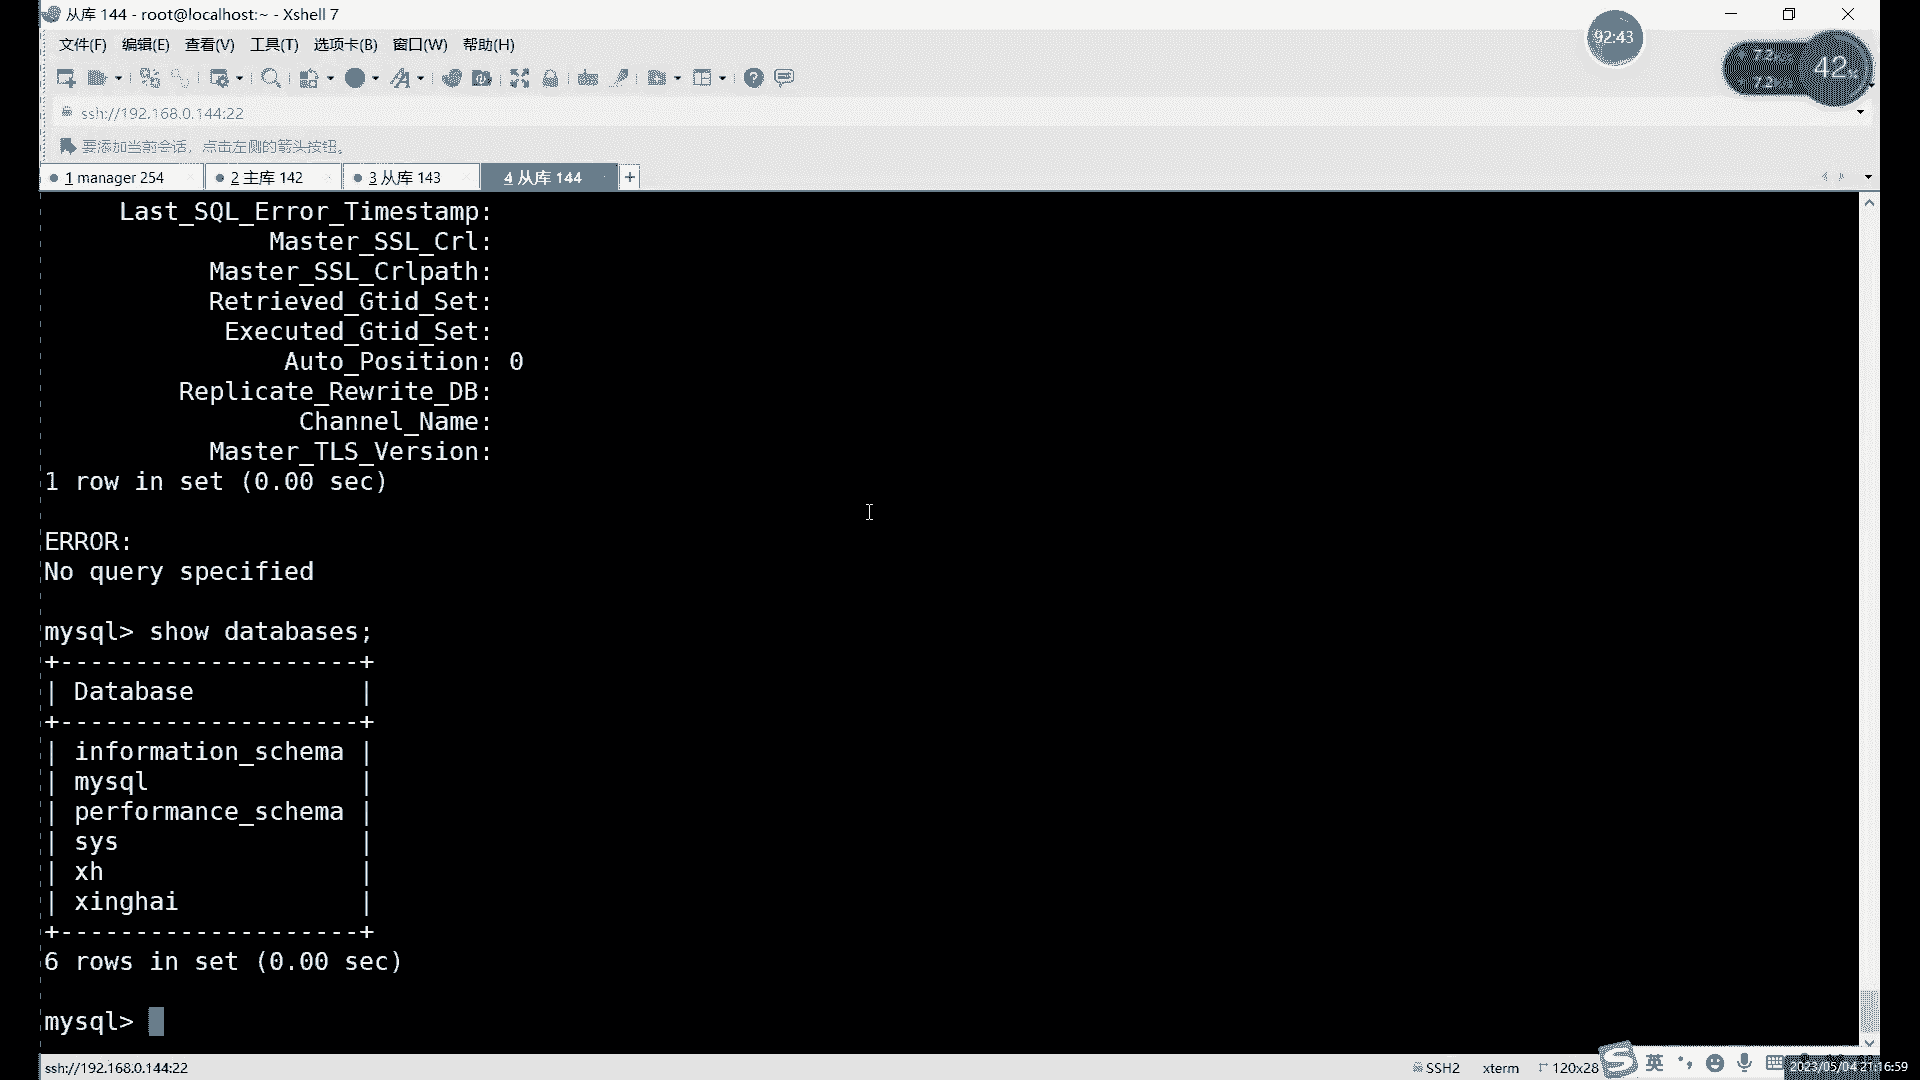 从库 144 - root@localhost:~ - Xshell 7
92:43
文件(F) 编辑(E) 查看(V) 工具(T) 选项卡(B) 窗口(W) 帮助(H)
42%
ssh://192.168.0.144:22
要添加当前会话，点击左侧的箭头按钮。
1 manager 254 2 主库 142 3 从库 143 4 从库 144 +
Last_SQL_Error_Timestamp:
Master_SSL_Crl:
Master_SSL_Crlpath:
Retrieved_Gtid_Set:
Executed_Gtid_Set:
Auto_Position: 0
Replicate_Rewrite_DB:
Channel_Name:
Master_TLS_Version:
1 row in set (0.00 sec)
ERROR:
No query specified
mysql> show databases;
+--------------------+
| Database           |
+--------------------+
| information_schema |
| mysql              |
| performance_schema |
| sys                |
| xh                 |
| xinghai            |
+--------------------+
6 rows in set (0.00 sec)
mysql>
ssh://192.168.0.144:22 SSH2 xterm 120x28 英 2023/05/04 21:16:59